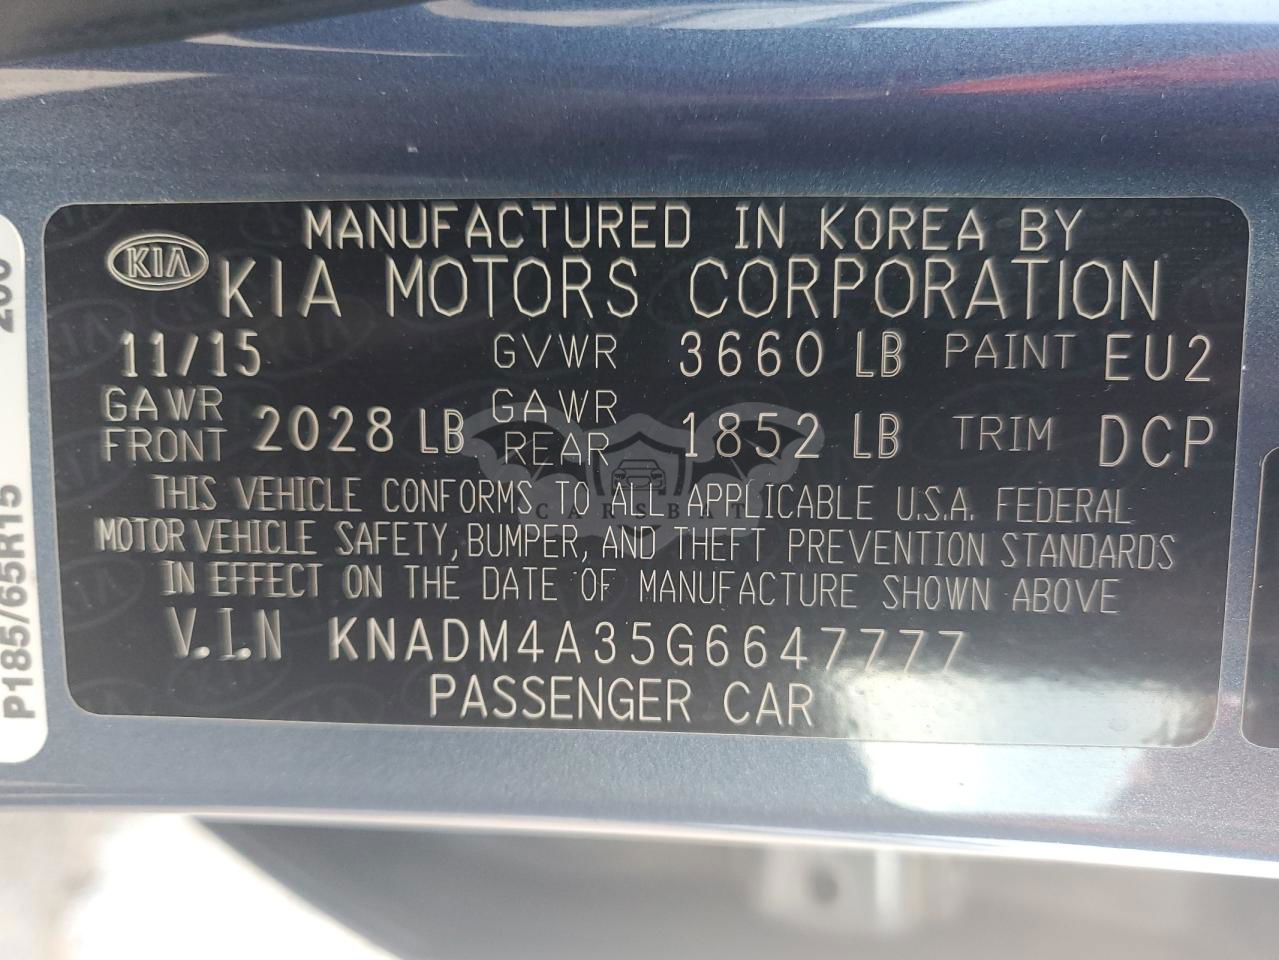 MANUFACTURED IN KOREA BY
KIA KIA MOTORS CORPORATION
11/15 GVWR 3660 LB PAINT EU2
GAWR FRONT 2028 LB GAWR REAR 1852 LB TRIM DCP
THIS VEHICLE CONFORMS TO ALL APPLICABLE U.S.A. FEDERAL
MOTOR VEHICLE SAFETY, BUMPER, AND THEFT PREVENTION STANDARDS
IN EFFECT ON THE DATE OF MANUFACTURE SHOWN ABOVE
V.I.N KNADM4A35G6647777
PASSENGER CAR
P185/65R15
CARSBAT